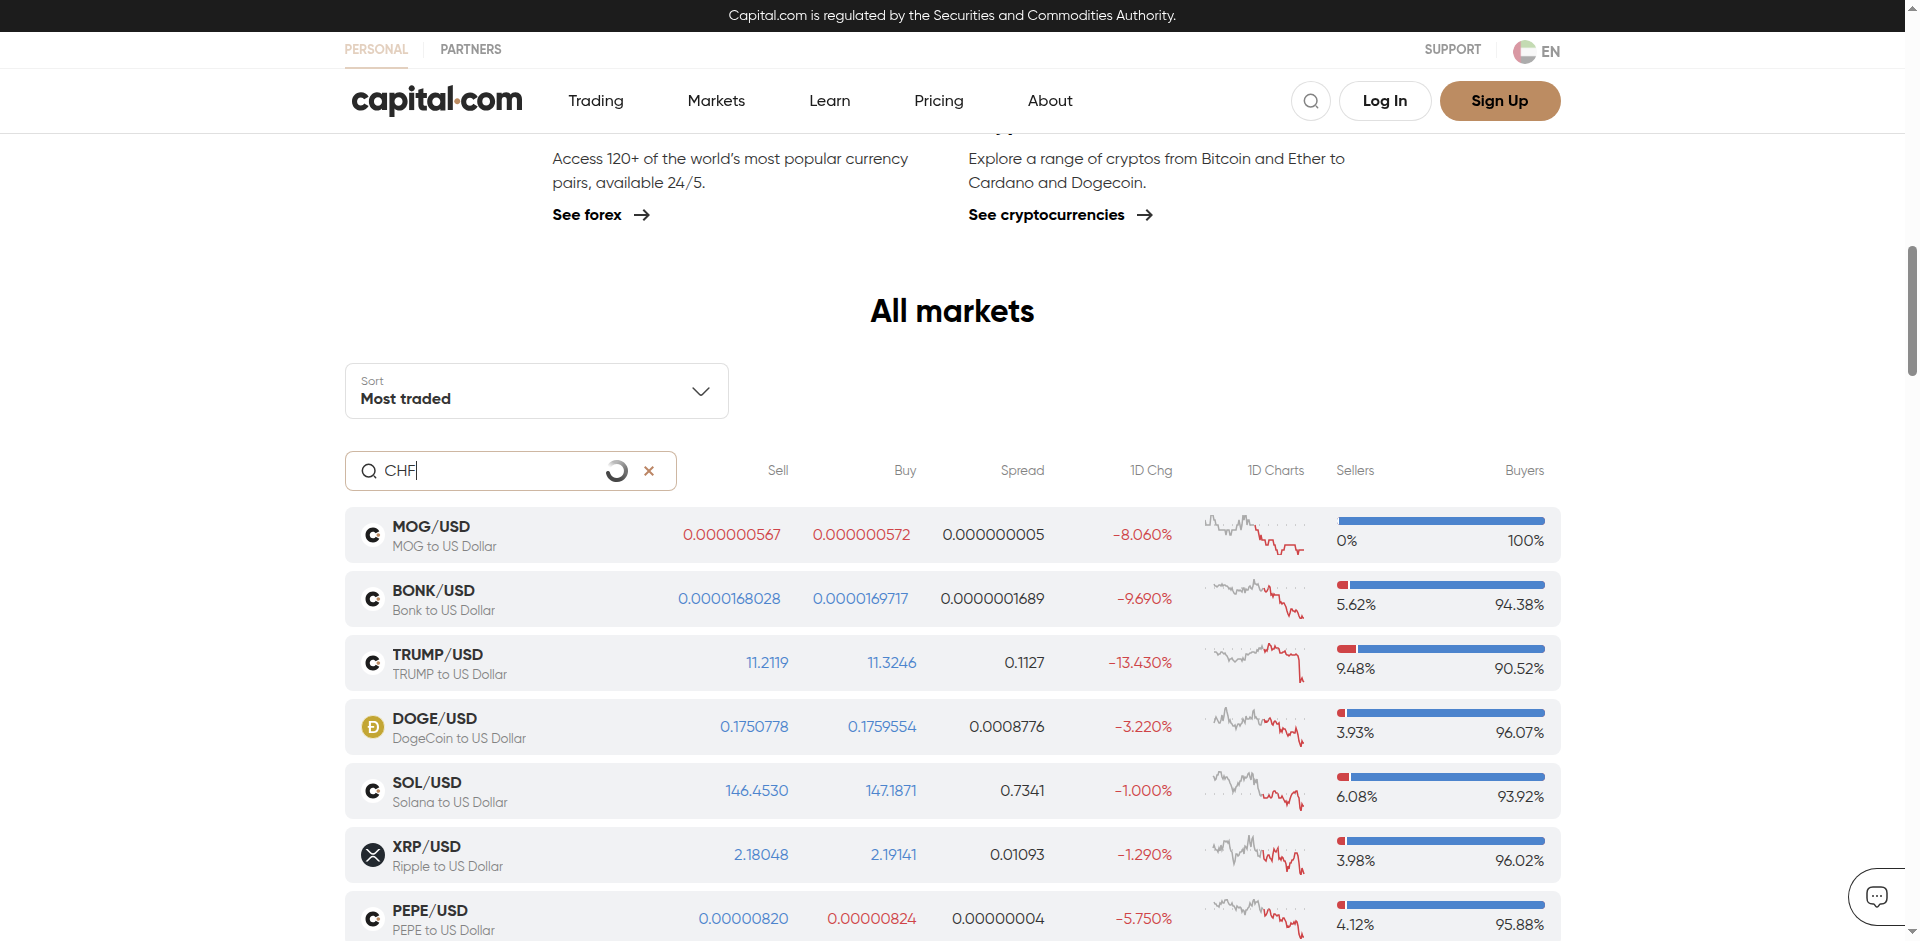 Capital.com is regulated by the Securities and Commodities Authority.
PERSONAL PARTNERS SUPPORT EN
capital.com Trading Markets Learn Pricing About Log In Sign Up
Access 120+ of the world's most popular currency
pairs, available 24/5.
See forex
Explore a range of cryptos from Bitcoin and Ether to
Cardano and Dogecoin.
See cryptocurrencies
All markets
Sort
Most traded
CHF Sell Buy Spread 1D Chg 1D Charts Sellers Buyers
MOG/USD
MOG to US Dollar
0.000000567 0.000000572 0.000000005 -8.060% 0% 100%
BONK/USD
Bonk to US Dollar
0.0000168028 0.0000169717 0.0000001689 -9.690% 5.62% 94.38%
TRUMP/USD
TRUMP to US Dollar
11.2119 11.3246 0.1127 -13.430% 9.48% 90.52%
DOGE/USD
DogeCoin to US Dollar
0.1750778 0.1759554 0.0008776 -3.220% 3.93% 96.07%
SOL/USD
Solana to US Dollar
146.4530 147.1871 0.7341 -1.000% 6.08% 93.92%
XRP/USD
Ripple to US Dollar
2.18048 2.19141 0.01093 -1.290% 3.98% 96.02%
PEPE/USD
PEPE to US Dollar
0.00000820 0.00000824 0.00000004 -5.750% 4.12% 95.88%